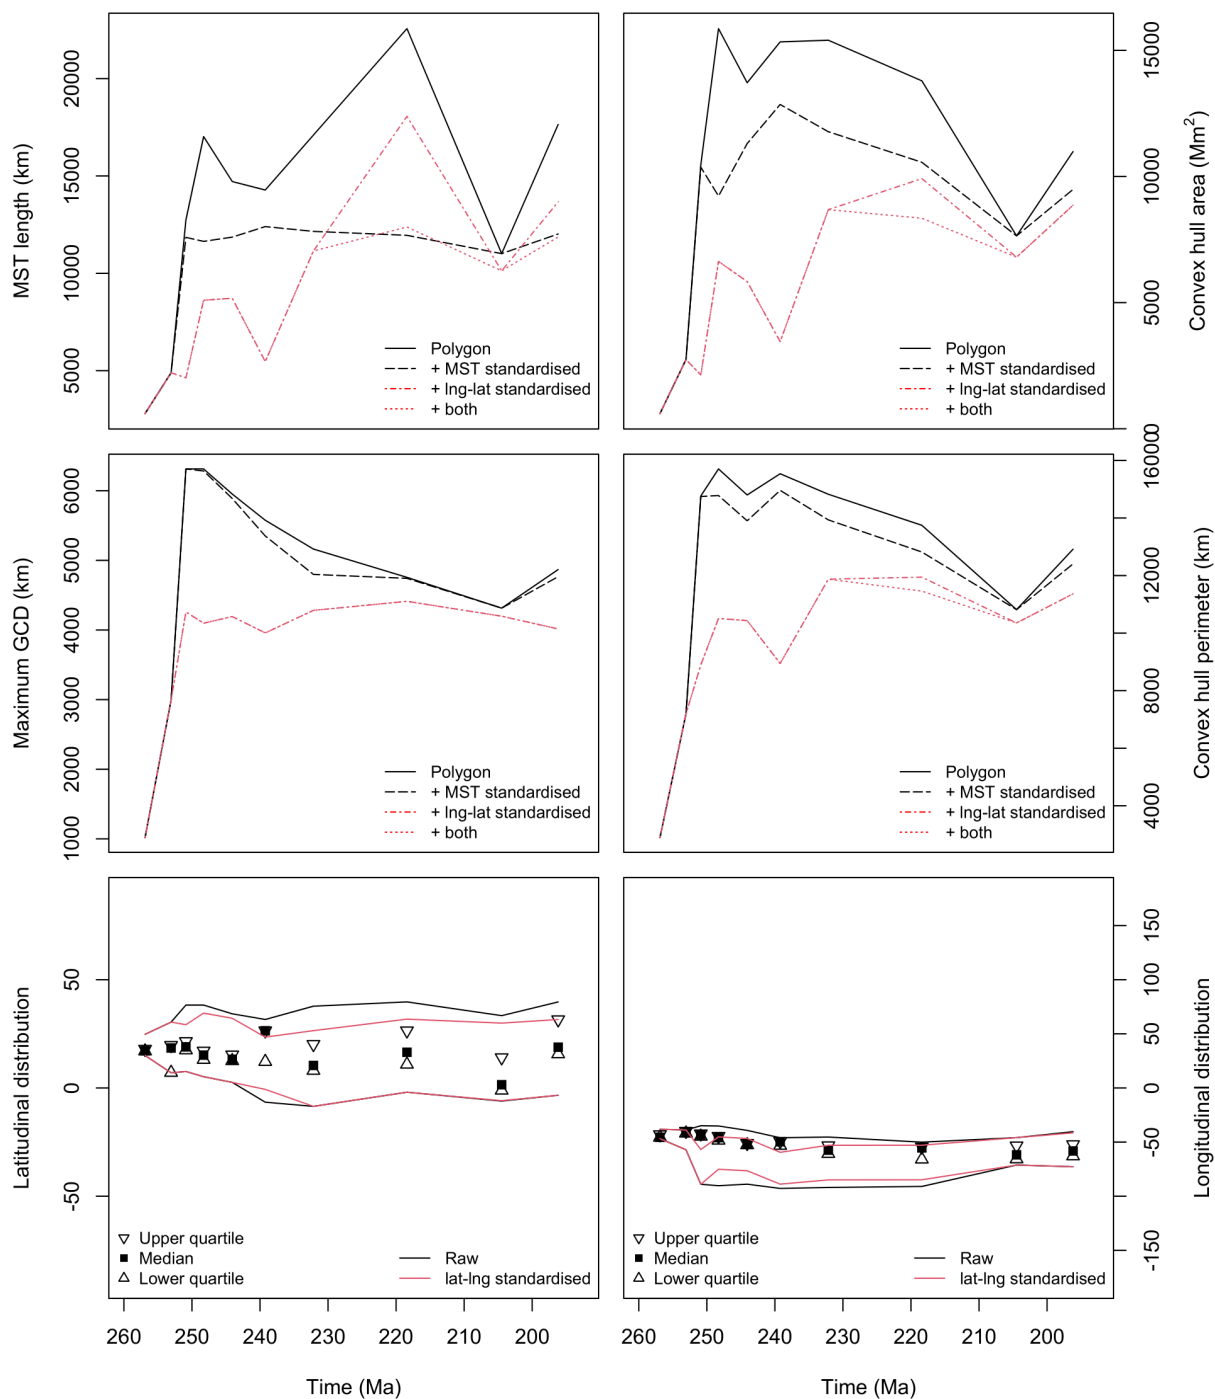 MST length (km)
20000
15000
10000
5000
Polygon
+ MST standardised
+ lng-lat standardised
+ both
Convex hull area (Mm2)
15000
10000
5000
Polygon
+ MST standardised
+ lng-lat standardised
+ both
Maximum GCD (km)
6000
5000
4000
3000
2000
1000
Polygon
+ MST standardised
+ lng-lat standardised
+ both
Convex hull perimeter (km)
160000
12000
8000
4000
Polygon
+ MST standardised
+ lng-lat standardised
+ both
Latitudinal distribution
50
0
-50
Upper quartile
Median
Lower quartile
Raw
lat-lng standardised
260 250 240 230 220 210 200
Time (Ma)
Longitudinal distribution
150
100
50
0
-50
-150
Upper quartile
Median
Lower quartile
Raw
lat-lng standardised
260 250 240 230 220 210 200
Time (Ma)